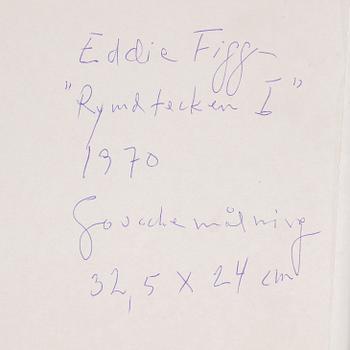 Eddie Figge
"Rymdtecken I"
1970
Gouachemålning
32,5 x 24 cm